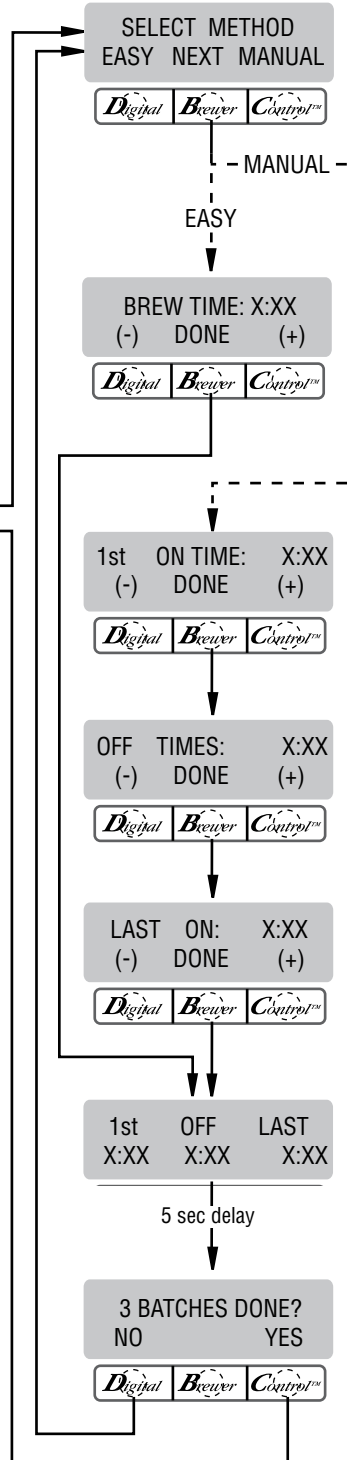 SELECT METHOD
EASY NEXT MANUAL
Digital Brewer Control™
MANUAL
EASY
BREW TIME: X:XX
(-) DONE (+)
Digital Brewer Control™
1st ON TIME: X:XX
(-) DONE (+)
Digital Brewer Control™
OFF TIMES: X:XX
(-) DONE (+)
Digital Brewer Control™
LAST ON: X:XX
(-) DONE (+)
Digital Brewer Control™
1st OFF LAST
X:XX X:XX X:XX
5 sec delay
3 BATCHES DONE?
NO YES
Digital Brewer Control™